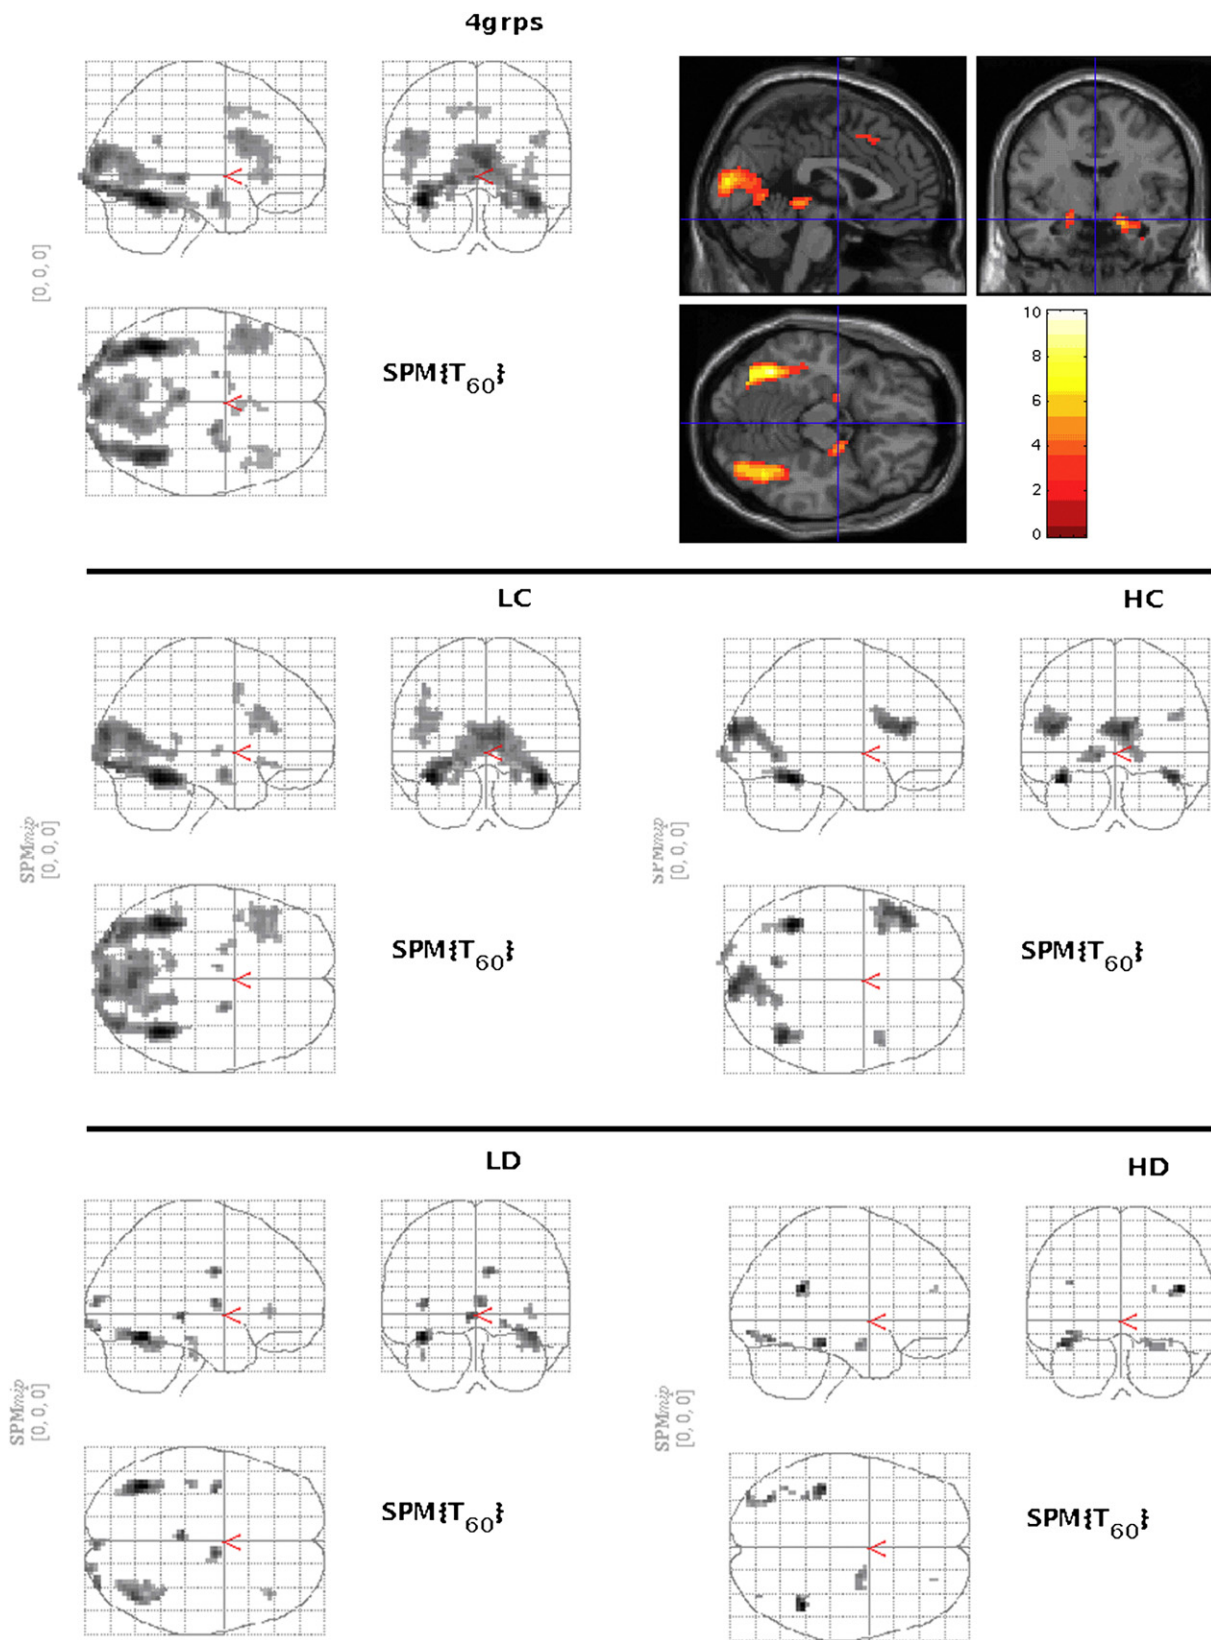 4grps
[0, 0, 0]
SPM{T60}
10
8
6
4
2
0
LC
HC
SPMmip
[0, 0, 0]
SPM{T60}
SPMmip
[0, 0, 0]
SPM{T60}
LD
HD
SPMmip
[0, 0, 0]
SPM{T60}
SPMmip
[0, 0, 0]
SPM{T60}